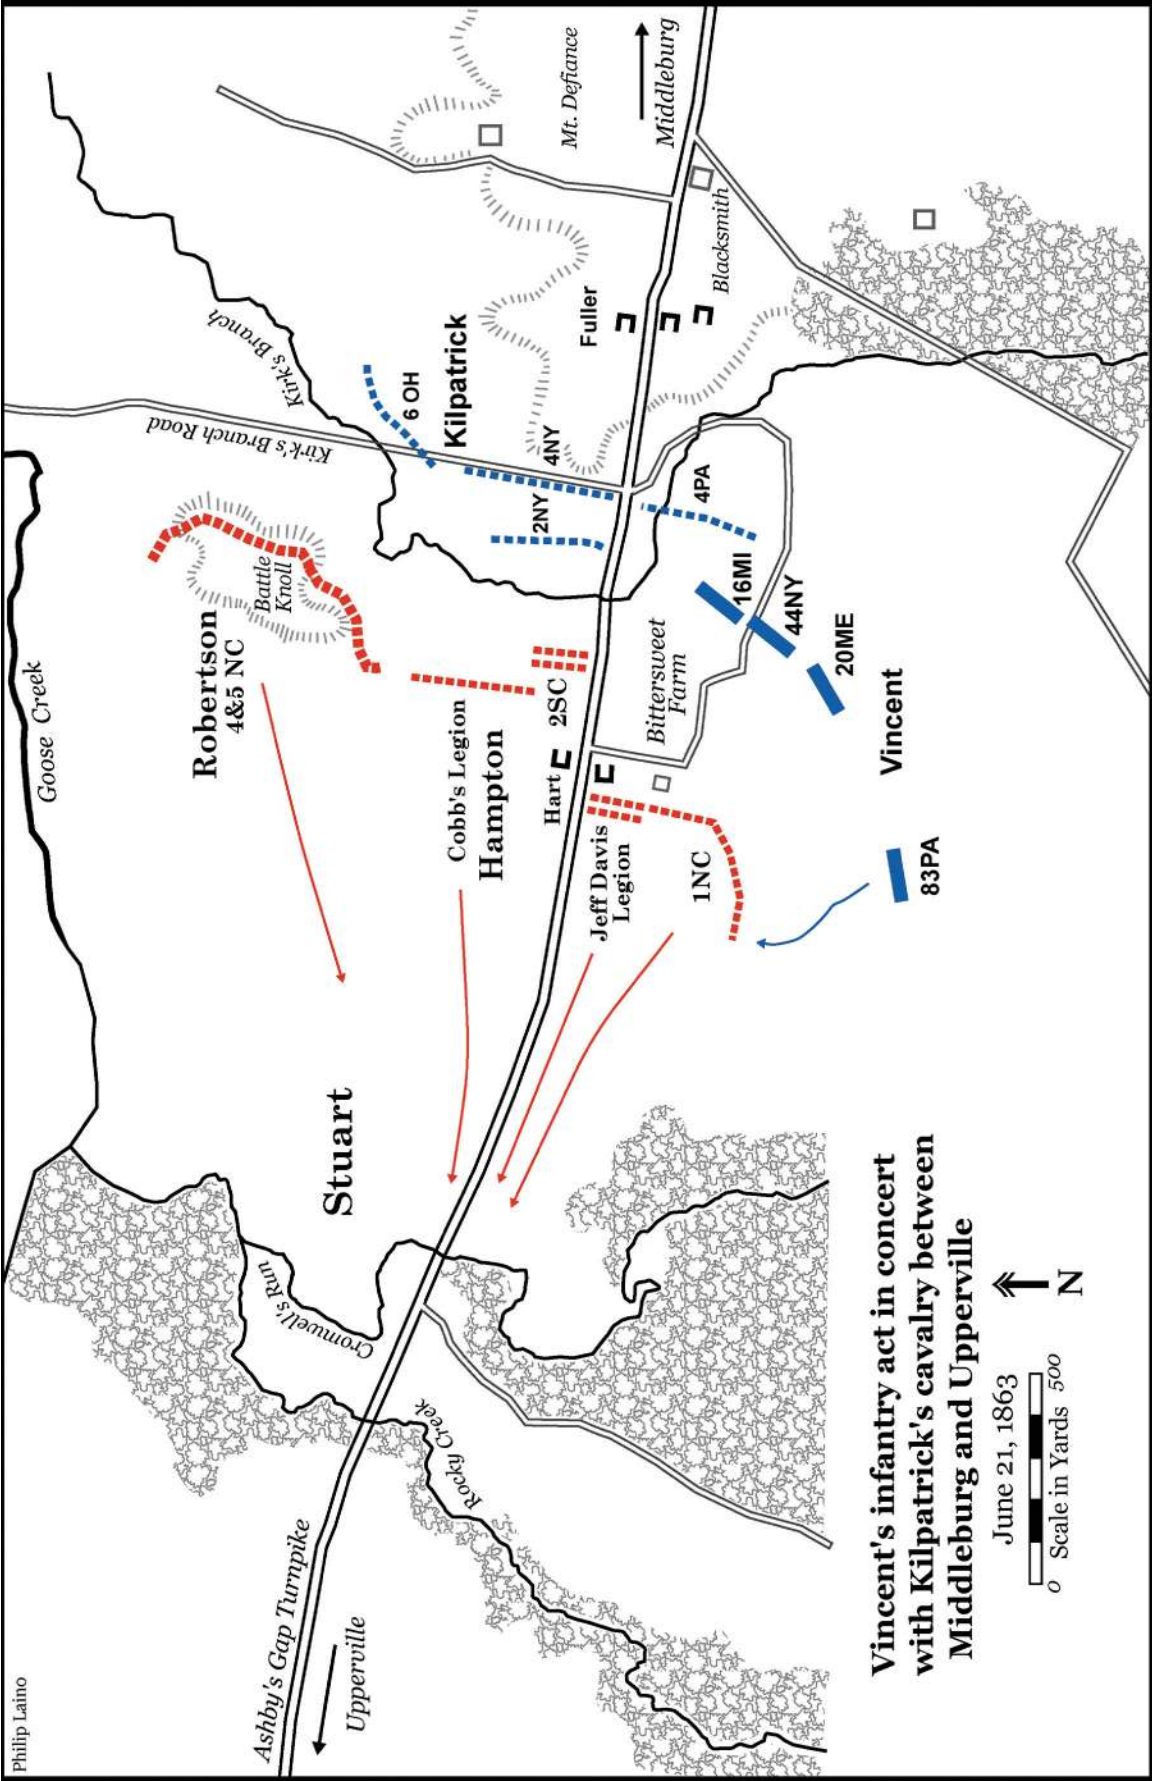 Philip Laino
Goose Creek
Kirk's Branch Road
Kirk's Branch
Robertson
4&5 NC
Battle
Knoll
6 OH
Kilpatrick
Mt. Defiance
Middleburg
Stuart
Cobb's Legion
Hampton
2SC
2NY
4NY
Fuller
Blacksmith
Cromwell's Run
Ashby's Gap Turnpike
Upperville
Rocky Creek
Hart
Jeff Davis
Legion
1NC
Bittersweet
Farm
4PA
16MI
44NY
20ME
Vincent
83PA
Vincent's infantry act in concert
with Kilpatrick's cavalry between
Middleburg and Upperville
June 21, 1863
0 Scale in Yards 500
N